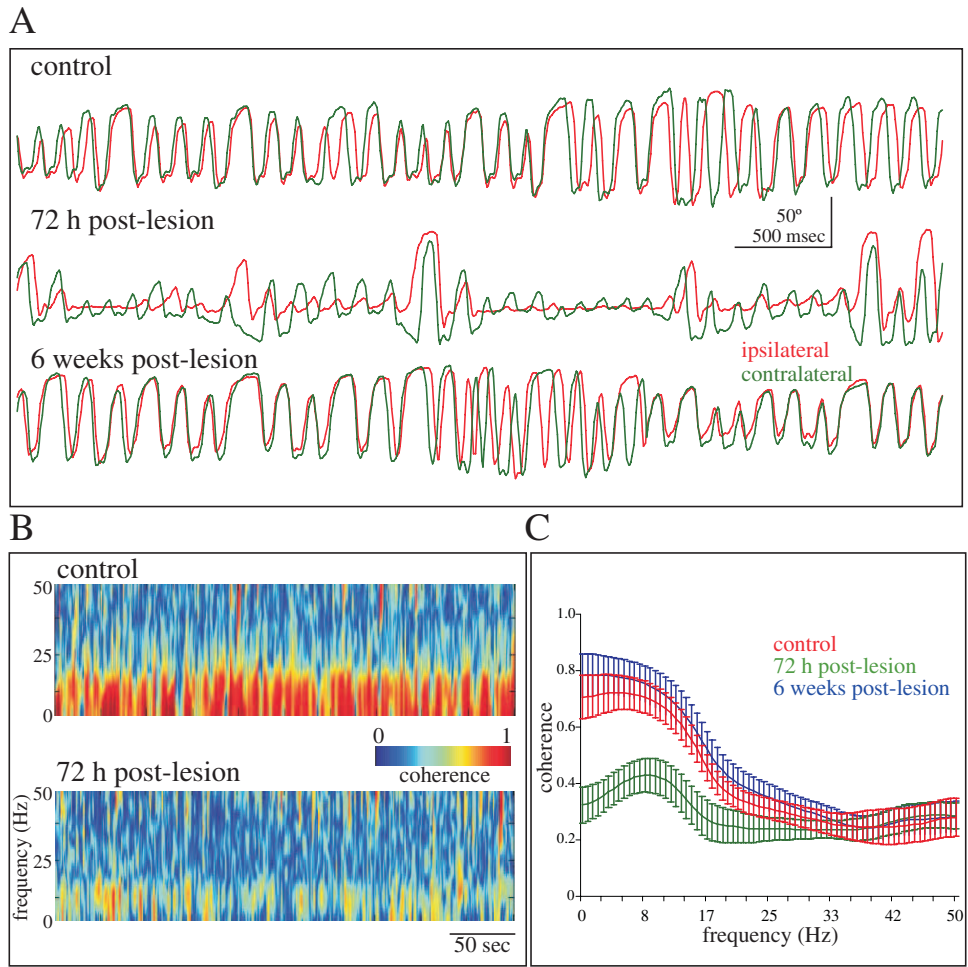 A
control
72 h post-lesion
50º
500 msec
6 weeks post-lesion
ipsilateral
contralateral
B
control
50
25
0
0
1
coherence
72 h post-lesion
50
25
0
frequency (Hz)
50 sec
C
1.0
0.8
0.6
0.4
0.2
0
coherence
control
72 h post-lesion
6 weeks post-lesion
0
8
17
25
33
42
50
frequency (Hz)